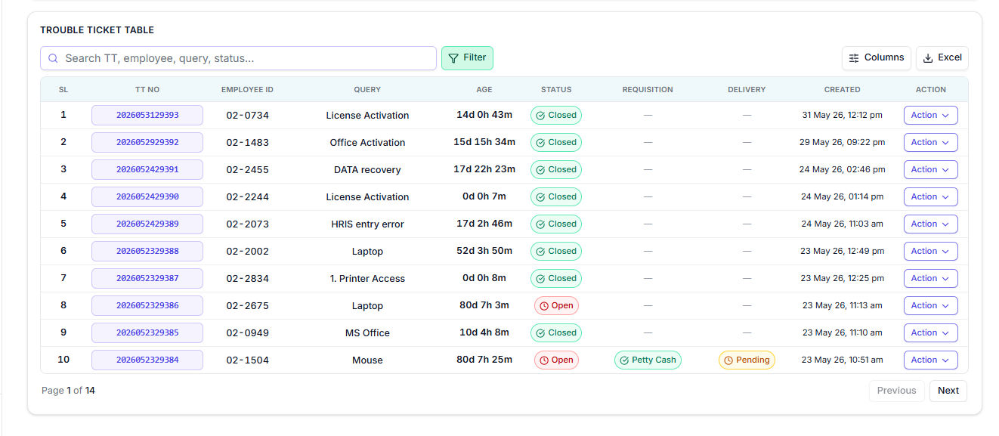 TROUBLE TICKET TABLE
Search TT, employee, query, status... Filter Columns Excel
SL TT NO EMPLOYEE ID QUERY AGE STATUS REQUISITION DELIVERY CREATED ACTION
1 2026053129393 02-0734 License Activation 14d 0h 43m Closed — — 31 May 26, 12:12 pm Action
2 2026052929392 02-1483 Office Activation 15d 15h 34m Closed — — 29 May 26, 09:22 pm Action
3 2026052429391 02-2455 DATA recovery 17d 22h 23m Closed — — 24 May 26, 02:46 pm Action
4 2026052429390 02-2244 License Activation 0d 0h 7m Closed — — 24 May 26, 01:14 pm Action
5 2026052429389 02-2073 HRIS entry error 17d 2h 46m Closed — — 24 May 26, 11:03 am Action
6 2026052329388 02-2002 Laptop 52d 3h 50m Closed — — 23 May 26, 12:49 pm Action
7 2026052329387 02-2834 1. Printer Access 0d 0h 8m Closed — — 23 May 26, 12:25 pm Action
8 2026052329386 02-2675 Laptop 80d 7h 3m Open — — 23 May 26, 11:13 am Action
9 2026052329385 02-0949 MS Office 10d 4h 8m Closed — — 23 May 26, 11:10 am Action
10 2026052329384 02-1504 Mouse 80d 7h 25m Open Petty Cash Pending 23 May 26, 10:51 am Action
Page 1 of 14 Previous Next